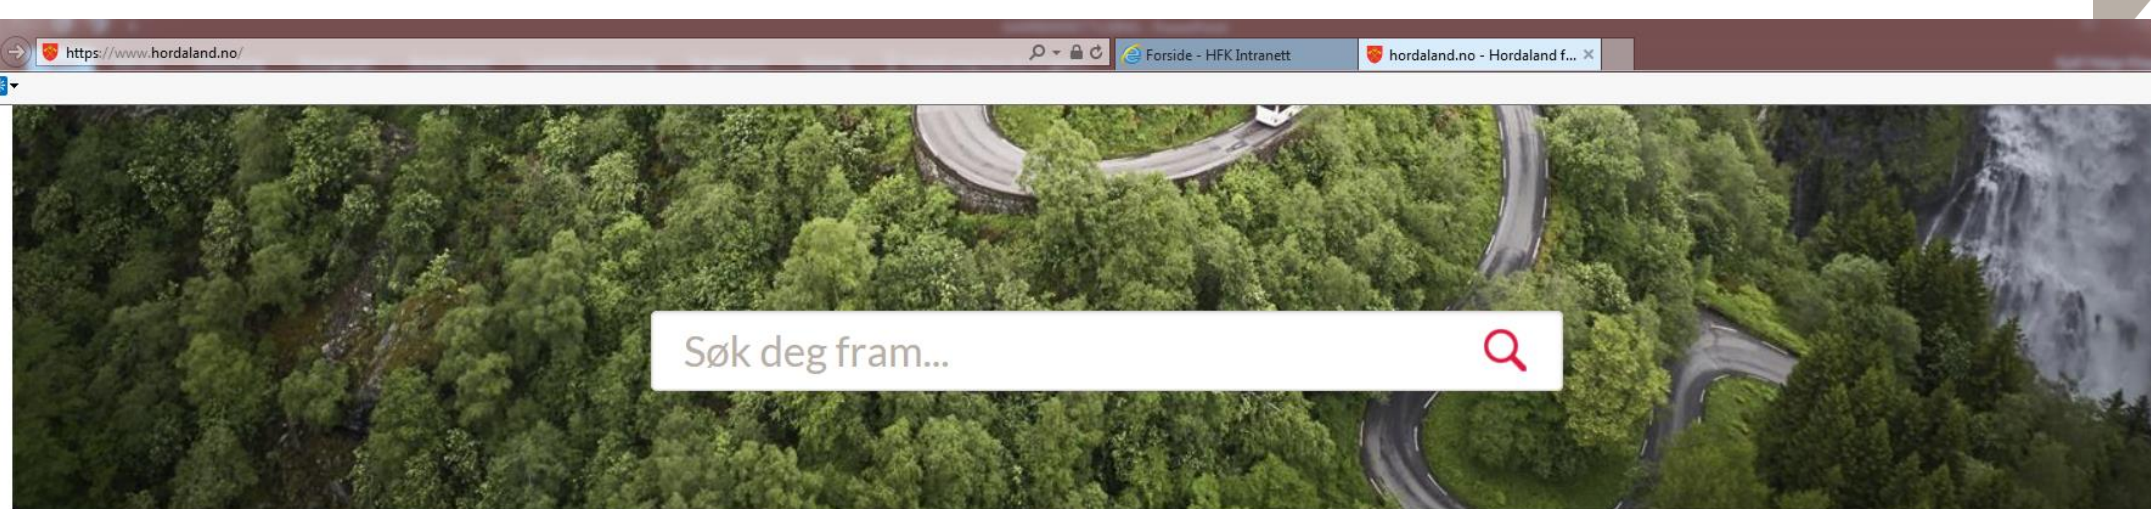 https://www.hordaland.no/
Forside - HFK Intranett
hordaland.no - Hordaland f...
Søk deg fram...